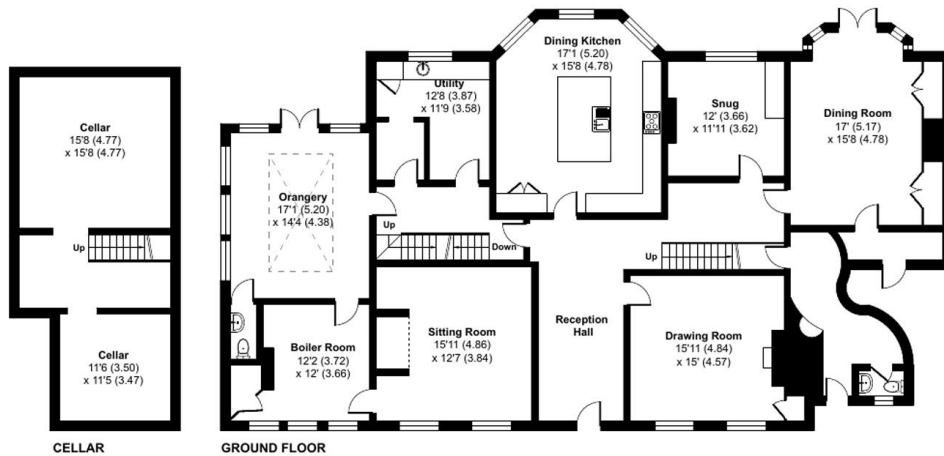 Cellar
15'8 (4.77)
x 15'8 (4.77)
Up
Cellar
11'6 (3.50)
x 11'5 (3.47)
CELLAR
Dining Kitchen
17'1 (5.20)
x 15'8 (4.78)
Utility
12'8 (3.87)
x 11'9 (3.58)
Snug
12' (3.66)
x 11'11 (3.62)
Dining Room
17' (5.17)
x 15'8 (4.78)
Orangery
17'1 (5.20)
x 14'4 (4.38)
Up
Down
Up
Reception
Hall
Sitting Room
15'11 (4.86)
x 12'7 (3.84)
Drawing Room
15'11 (4.84)
x 15' (4.57)
Boiler Room
12'2 (3.72)
x 12' (3.66)
GROUND FLOOR